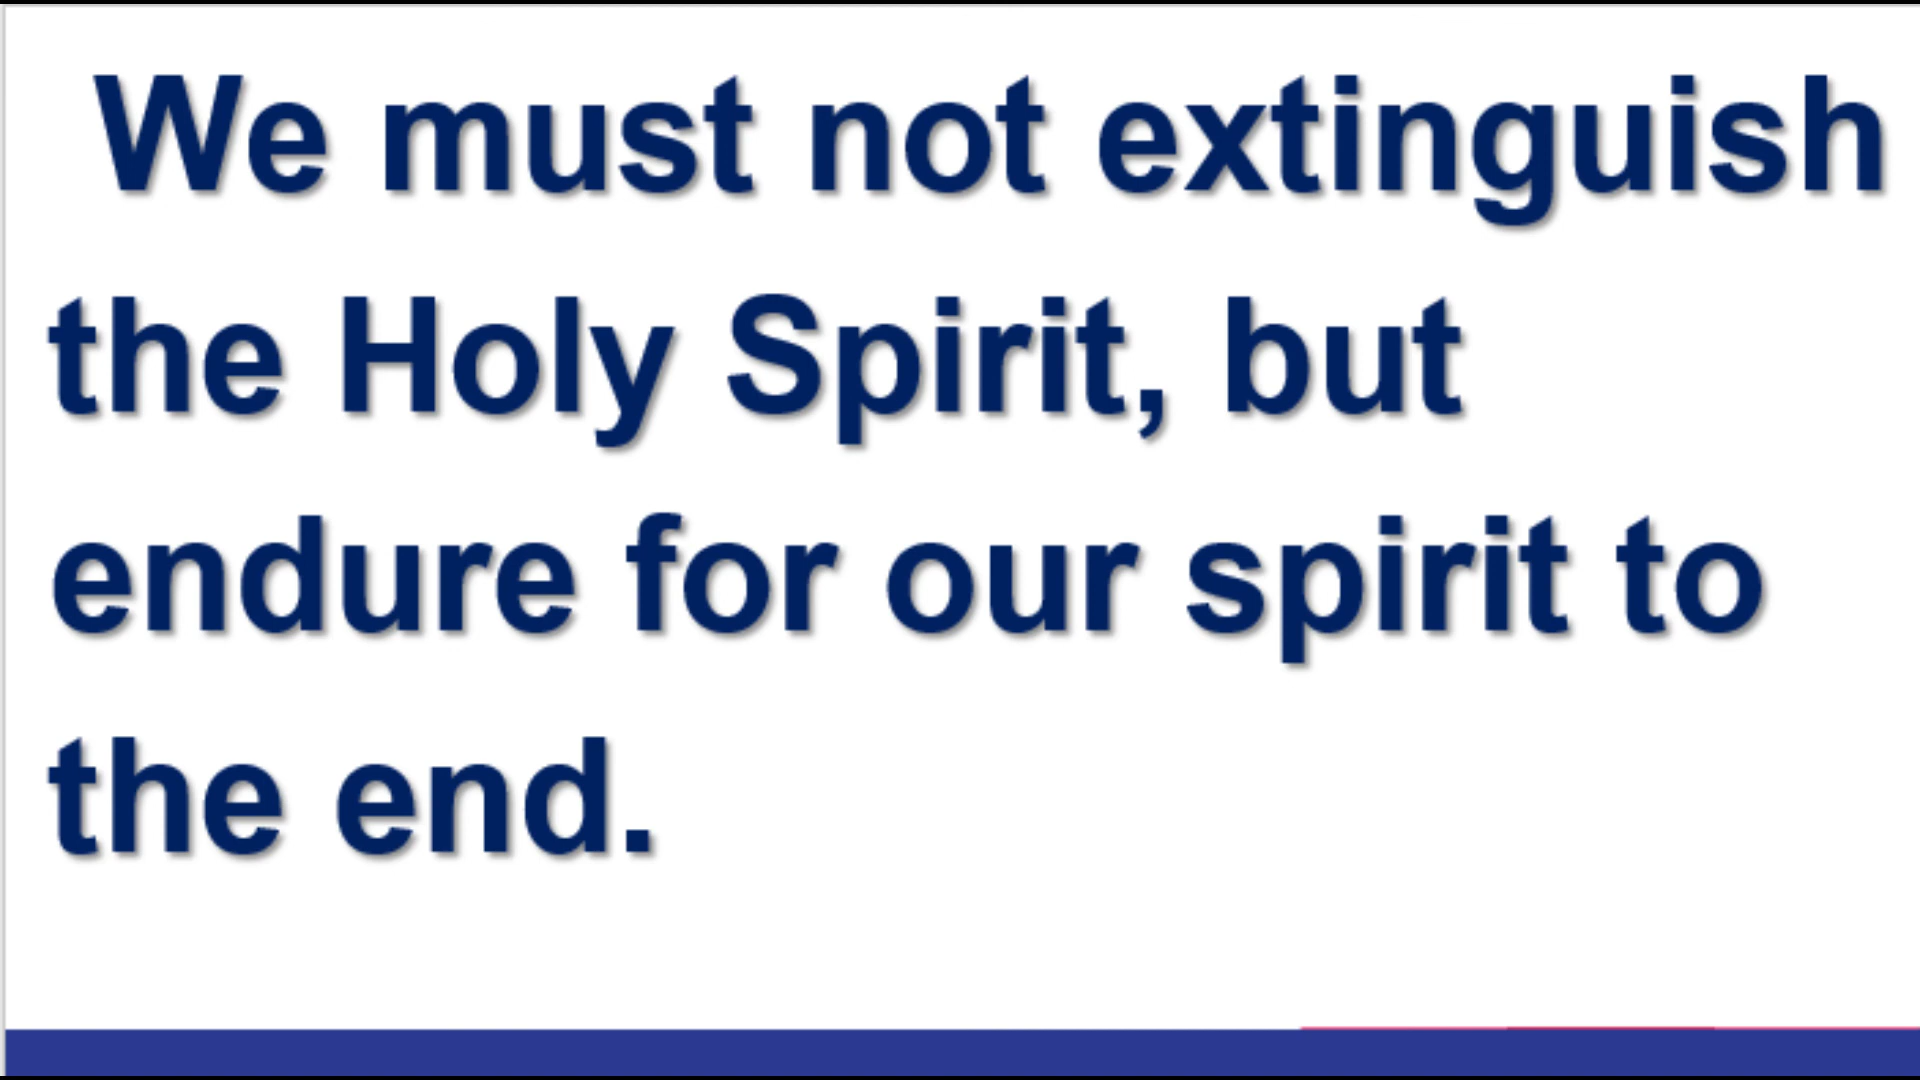 We must not extinguish
the Holy Spirit, but
endure for our spirit to
the end.